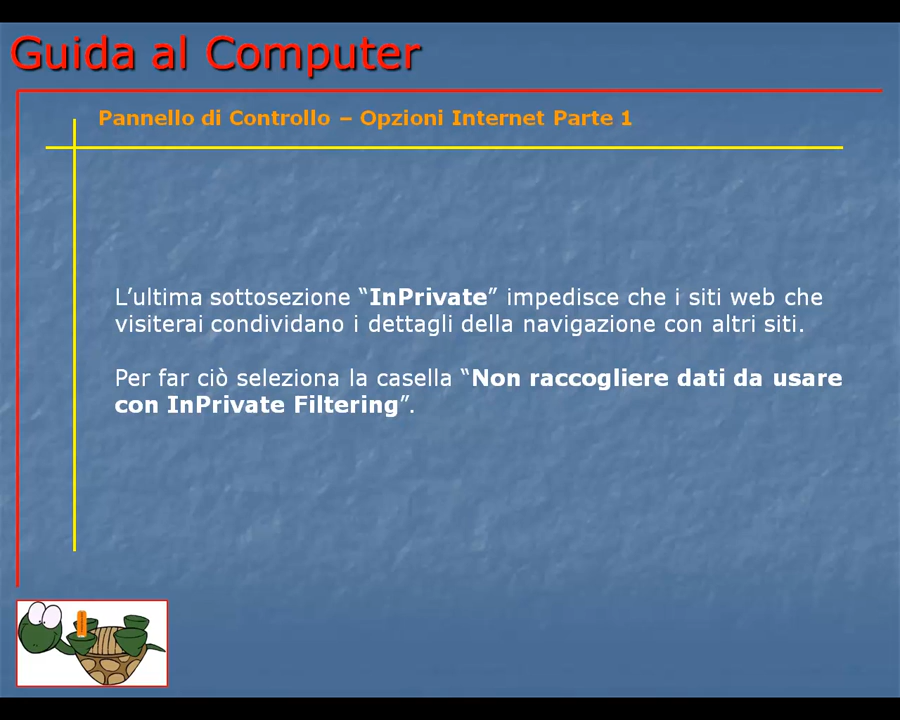 Guida al Computer
Pannello di Controllo – Opzioni Internet Parte 1
L’ultima sottosezione “InPrivate” impedisce che i siti web che
visiterai condividano i dettagli della navigazione con altri siti.
Per far ciò seleziona la casella “Non raccogliere dati da usare
con InPrivate Filtering”.